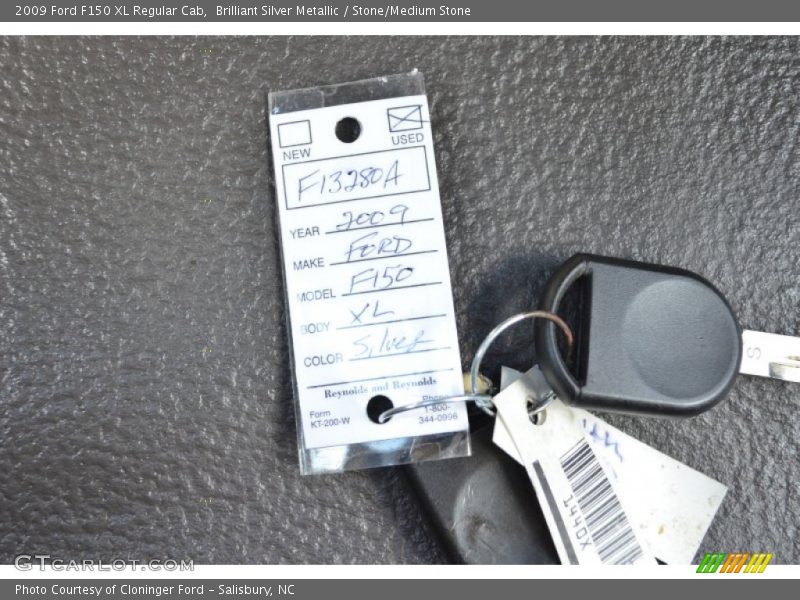 2009 Ford F150 XL Regular Cab,  Brilliant Silver Metallic / Stone/Medium Stone
NEW
USED
F13280A
YEAR 2009
MAKE FORD
MODEL F150
BODY XL
COLOR Silver
Reynolds and Reynolds
Form
KT-200-W
Phone
1-800-
344-0996
S
2440X
GTCARLOT.COM
Photo Courtesy of Cloninger Ford - Salisbury, NC